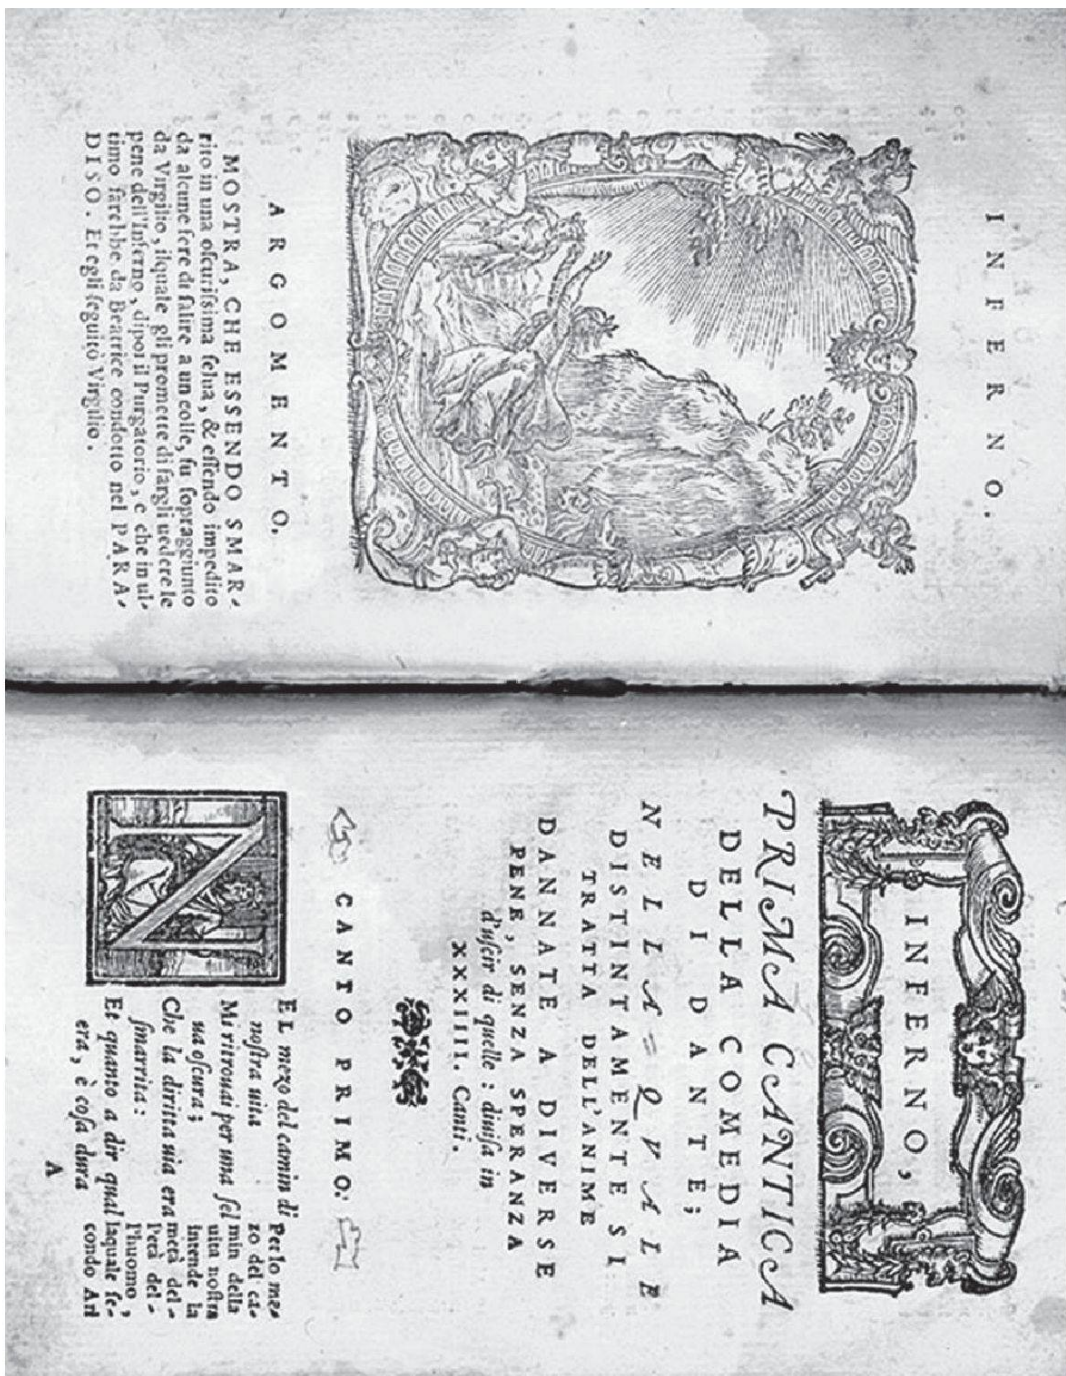 INFERNO.
ARGOMENTO.
MOSTRA, CHE ESSENDO SMAR-
rito in una oſcuriſsima ſelua, & eſſendo impedito
da alcune fere di ſalire a un colle, fu ſopraggiunto
da Virgilio, ilquale gli promette di fargli uedere le
pene dell'Inferno, dipoi il Purgatorio, e che in ul-
timo ſarebbe da Beatrice condotto nel PARA-
DISO. Et egli ſeguitò Virgilio.
INFERNO,
PRIMA CANTICA
DELLA COMEDIA
DI DANTE;
NELLA QVALE
DISTINTAMENTE SI
TRATTA DELL'ANIME
DANNATE A DIVERSE
PENE, SENZA SPERANZA
d'uſcir di quelle: diuiſa in
XXXIIII. Canti.
CANTO PRIMO.
NEL mezo del camin di
noſtra uita
Mi ritrouai per una ſel
ua oſcura;
Che la diritta uia era
ſmarrita:
Et quanto a dir qual
era, è coſa dura
A
Per lo me-
zo del ca-
min della
uita noſtra
intende la
metà del-
l'età del-
l'huomo,
laquale ſe-
condo Ari